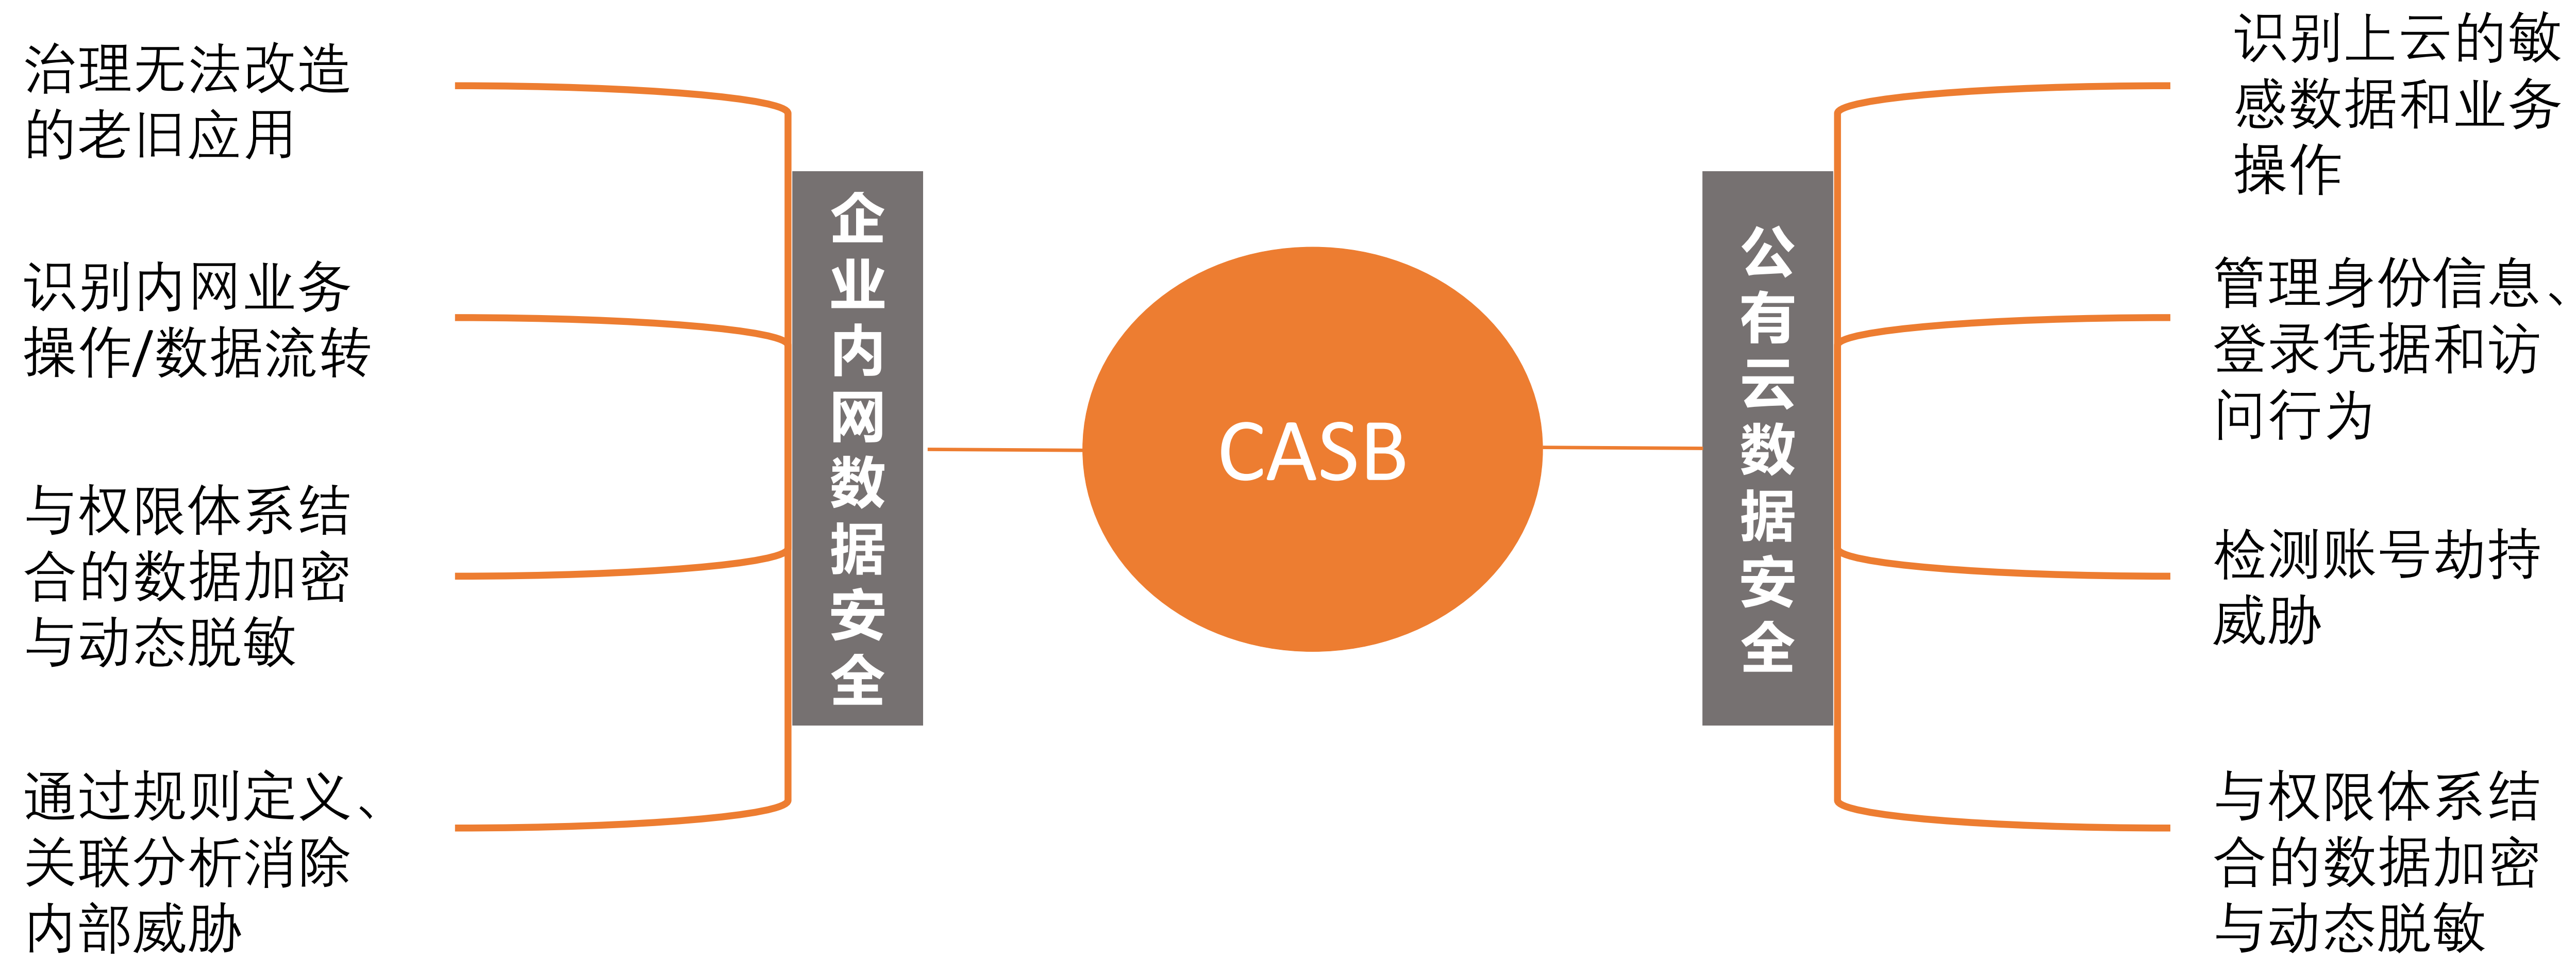 治理无法改造
的老旧应用
识别内网业务
操作/数据流转
与权限体系结
合的数据加密
与动态脱敏
通过规则定义、
关联分析消除
内部威胁
企业内网数据安全
CASB
公有云数据安全
识别上云的敏
感数据和业务
操作
管理身份信息、
登录凭据和访
问行为
检测账号劫持
威胁
与权限体系结
合的数据加密
与动态脱敏